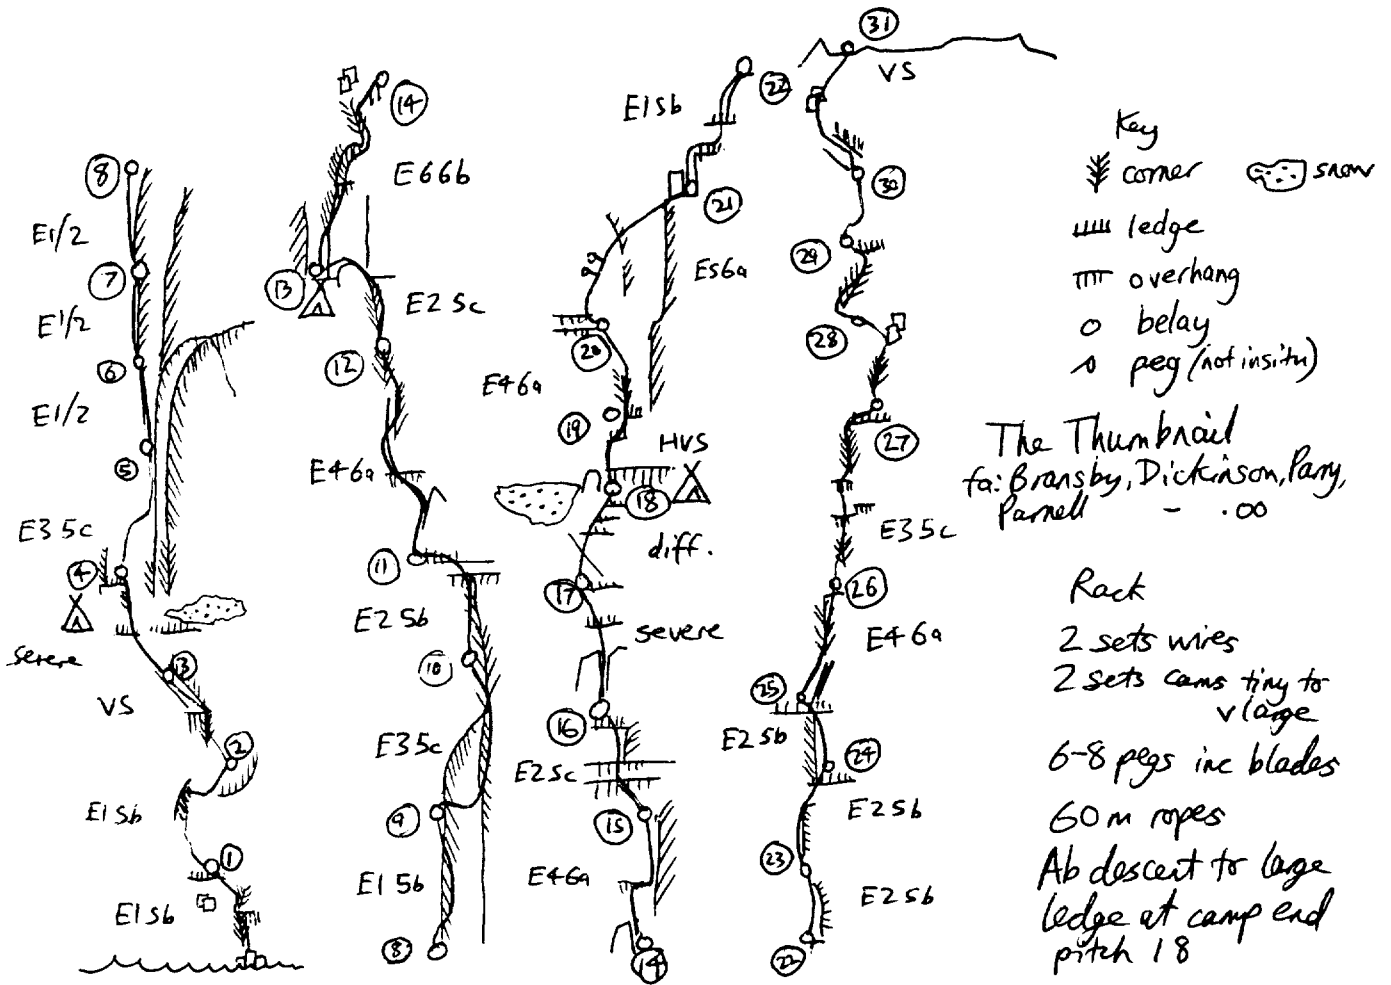 8
E1/2
7
E1/2
6
E1/2
5
E3 5c
4
severe
3
VS
2
E1 5b
1
E1 5b
14
E6 6b
13
E2 5c
12
E4 6a
11
E2 5b
10
E3 5c
9
E1 5b
8
22
E1 5b
21
E5 6a
20
E4 6a
19
HVS
18
diff.
17
severe
16
E2 5c
15
E4 6a
14
31
VS
30
29
28
27
E3 5c
26
E4 6a
25
E2 5b
24
E2 5b
23
E2 5b
22
Key
corner
snow
ledge
overhang
belay
peg (not insitu)
The Thumbnail
fa: Bransby, Dickinson, Parry,
Parnell - .00
Rack
2 sets wires
2 sets cams tiny to
v large
6-8 pegs inc blades
60m ropes
Ab descent to large
ledge at camp end
pitch 18